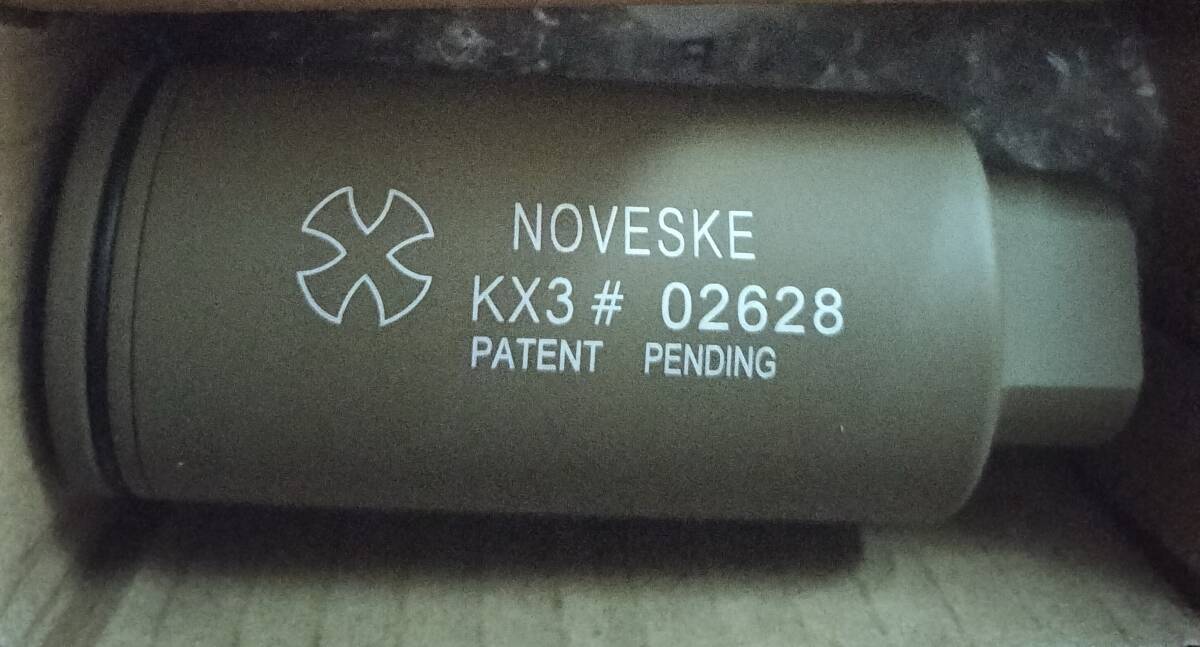 NOVESKE
KX3 # 02628
PATENT PENDING